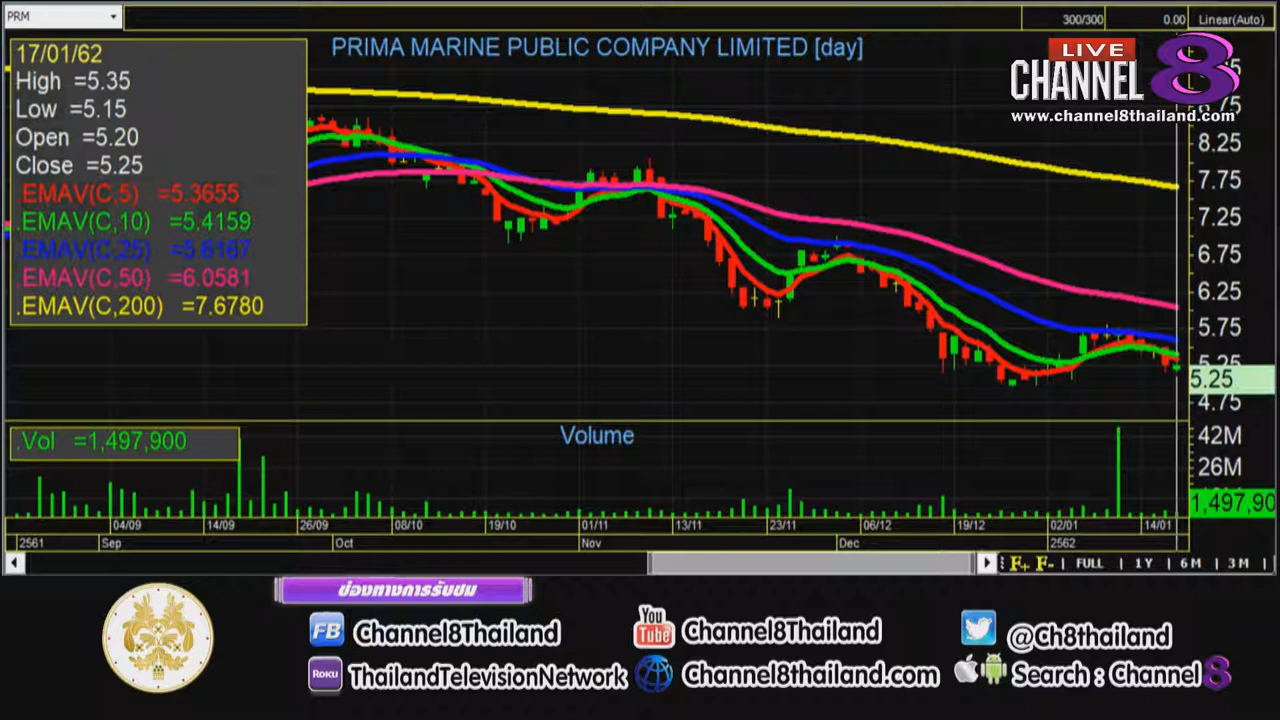 PRM
300/300
0.00
Linear(Auto)
PRIMA MARINE PUBLIC COMPANY LIMITED [day]
LIVE
CHANNEL 8
www.channel8thailand.com
17/01/62
High =5.35
Low =5.15
Open =5.20
Close =5.25
.EMAV(C,5) =5.3655
.EMAV(C,10) =5.4159
.EMAV(C,25) =5.6167
.EMAV(C,50) =6.0581
.EMAV(C,200) =7.6780
8.25
7.75
7.25
6.75
6.25
5.75
5.25
5.25
4.75
.Vol =1,497,900
Volume
42M
26M
1,497,90
04/09 14/09 26/09 08/10 19/10 01/11 13/11 23/11 06/12 19/12 02/01 14/01
2561 Sep Oct Nov Dec 2562
F+ F- | FULL | 1Y | 6M | 3M |
ช่องทางการรับชม
FB Channel8Thailand
You Tube Channel8Thailand
@Ch8thailand
ROKU ThailandTelevisionNetwork
Channel8thailand.com
Search : Channel 8